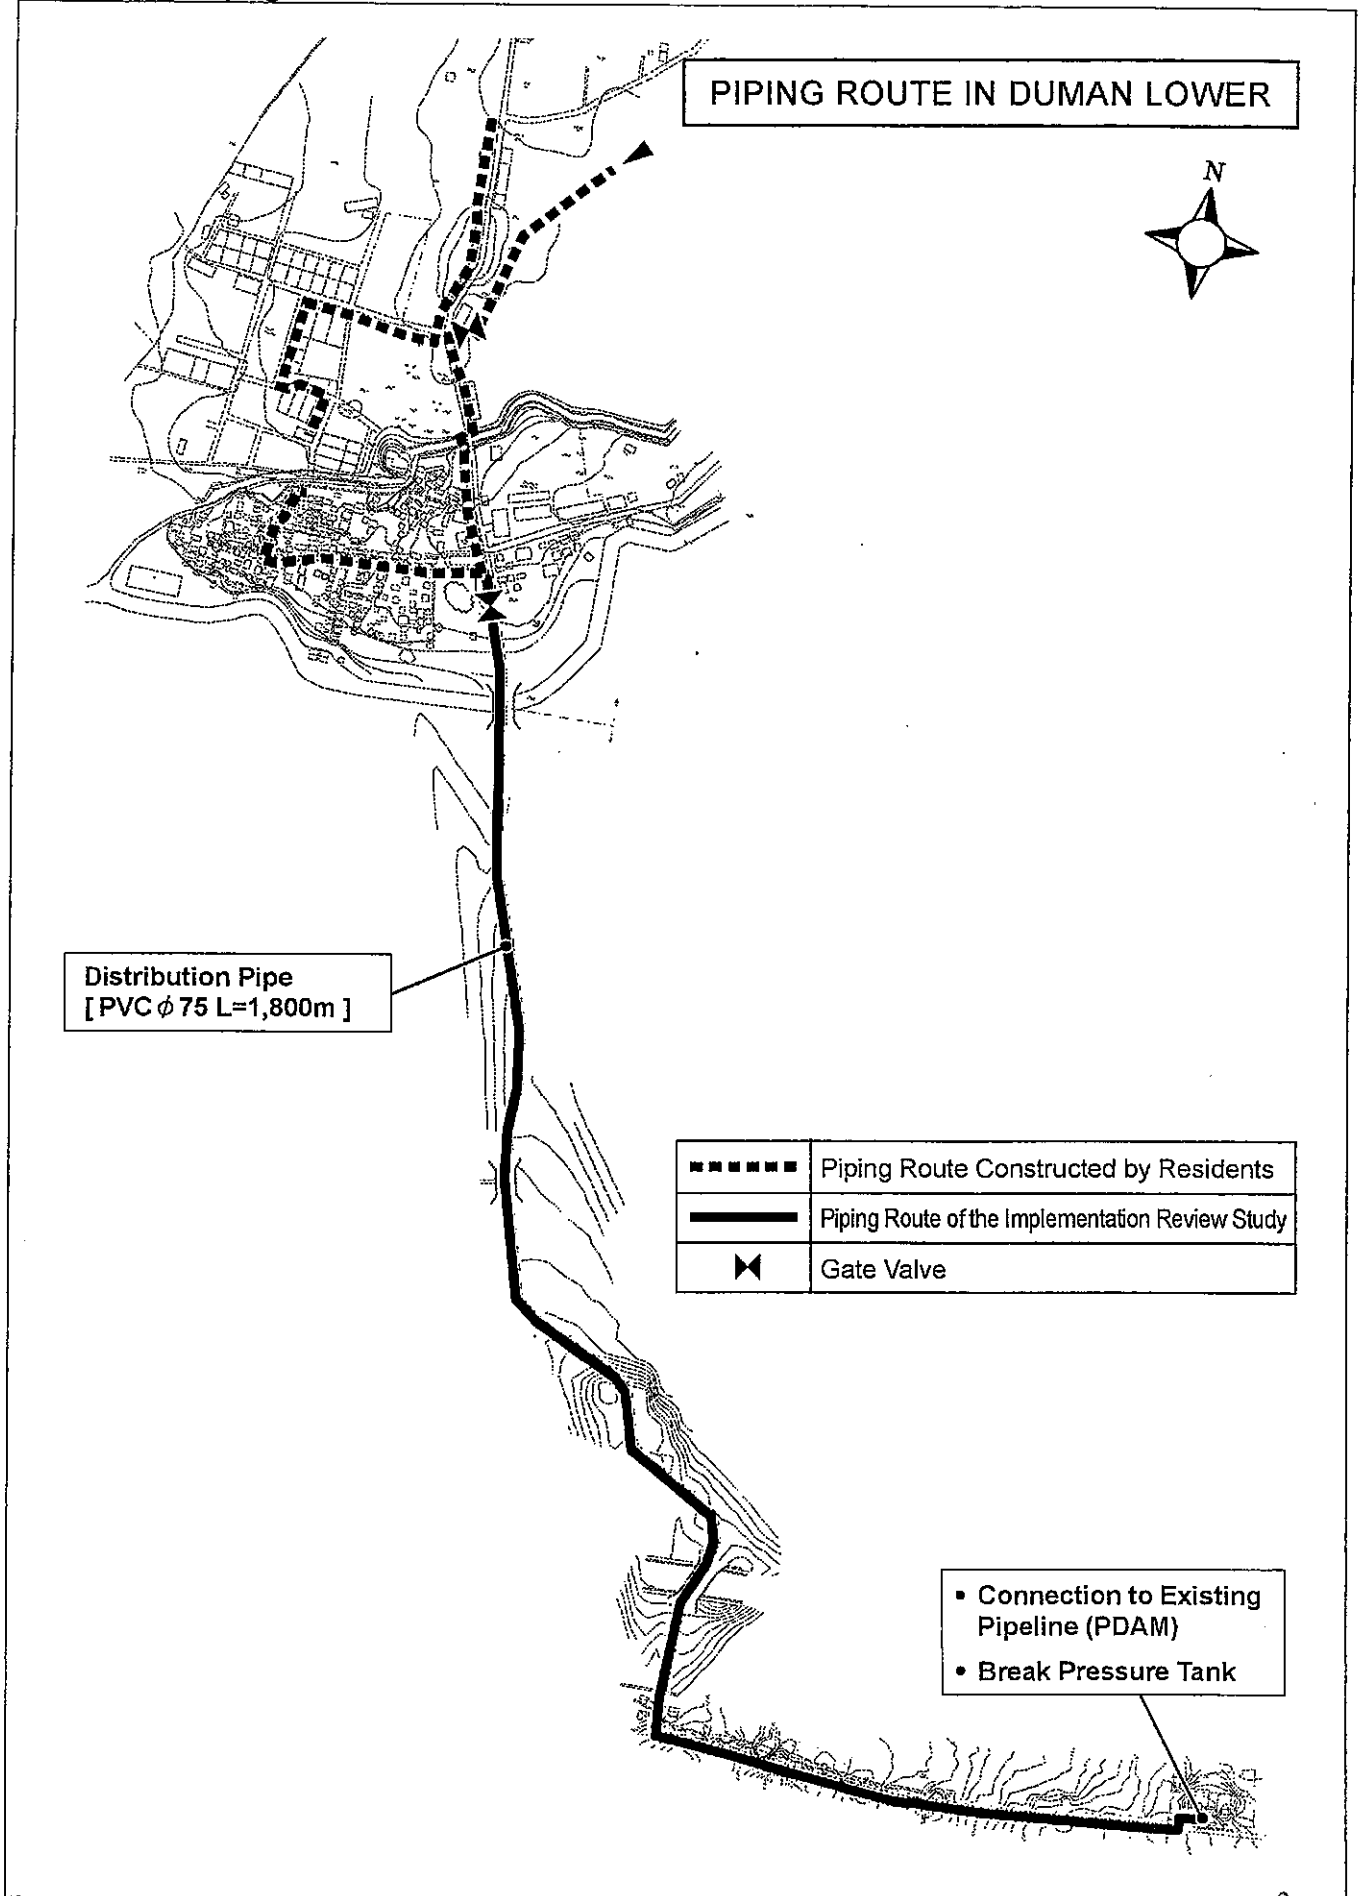 PIPING ROUTE IN DUMAN LOWER
N
Distribution Pipe
[ PVC ϕ 75 L=1,800m ]
Piping Route Constructed by Residents
Piping Route of the Implementation Review Study
Gate Valve
• Connection to Existing
Pipeline (PDAM)
• Break Pressure Tank